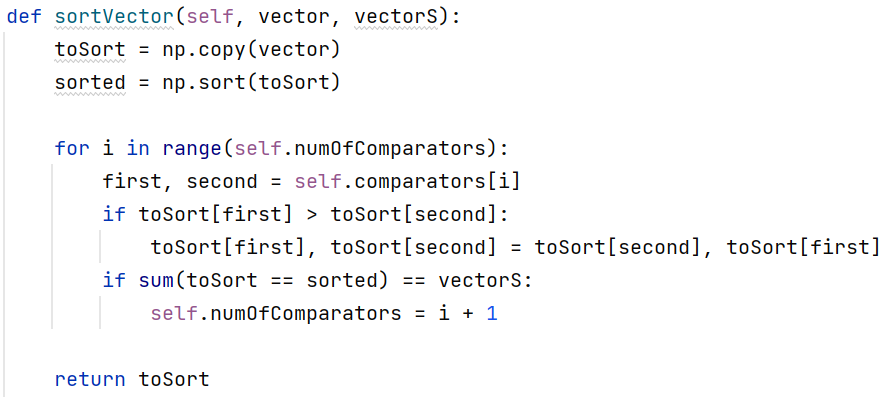 def sortVector(self, vector, vectorS):
    toSort = np.copy(vector)
    sorted = np.sort(toSort)

    for i in range(self.numOfComparators):
        first, second = self.comparators[i]
        if toSort[first] > toSort[second]:
            toSort[first], toSort[second] = toSort[second], toSort[first]
        if sum(toSort == sorted) == vectorS:
            self.numOfComparators = i + 1

    return toSort